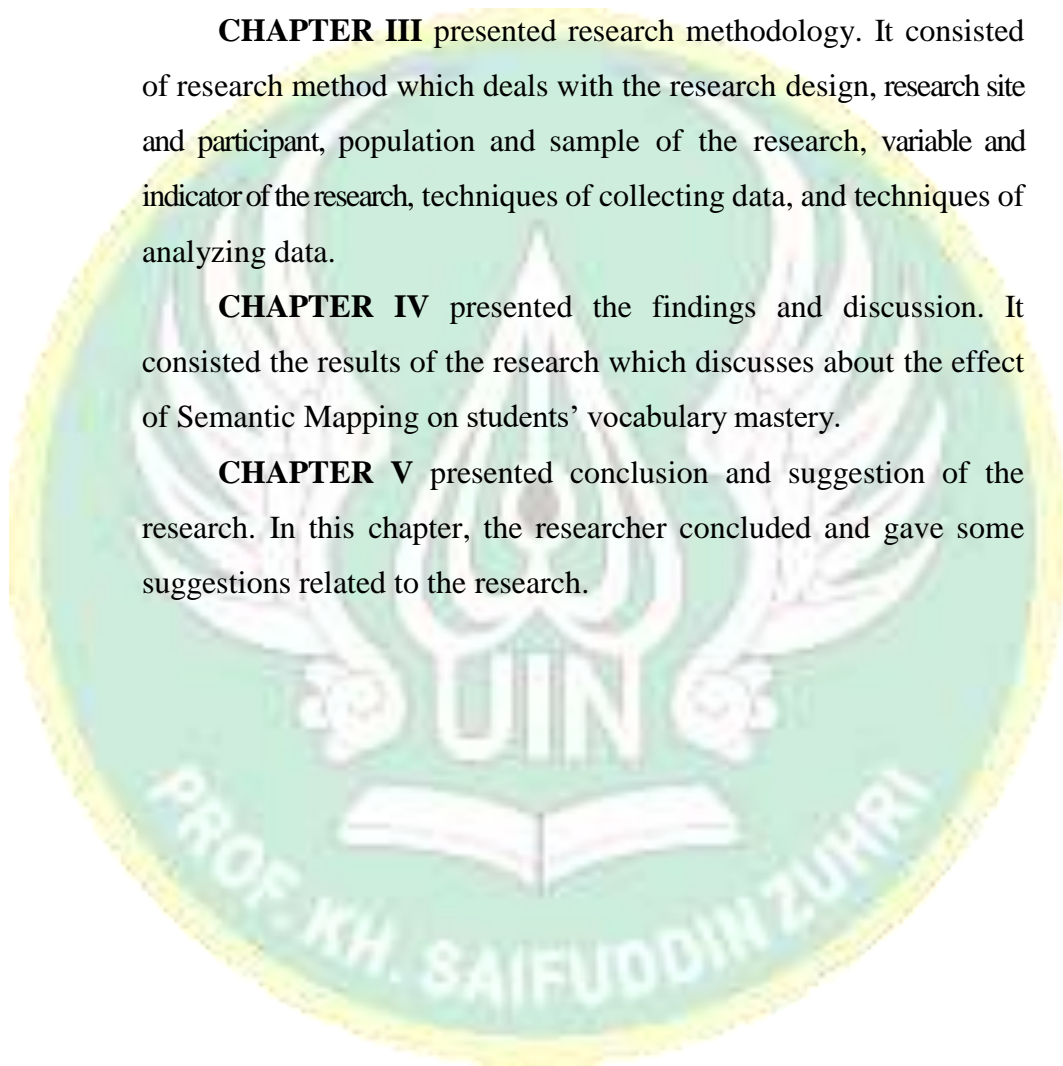 CHAPTER III presented research methodology. It consisted
of research method which deals with the research design, research site
and participant, population and sample of the research, variable and
indicator of the research, techniques of collecting data, and techniques of
analyzing data.
CHAPTER IV presented the findings and discussion. It
consisted the results of the research which discusses about the effect
of Semantic Mapping on students’ vocabulary mastery.
CHAPTER V presented conclusion and suggestion of the
research. In this chapter, the researcher concluded and gave some
suggestions related to the research.
UIN
PROF. KH. SAIFUDDIN ZUHRI